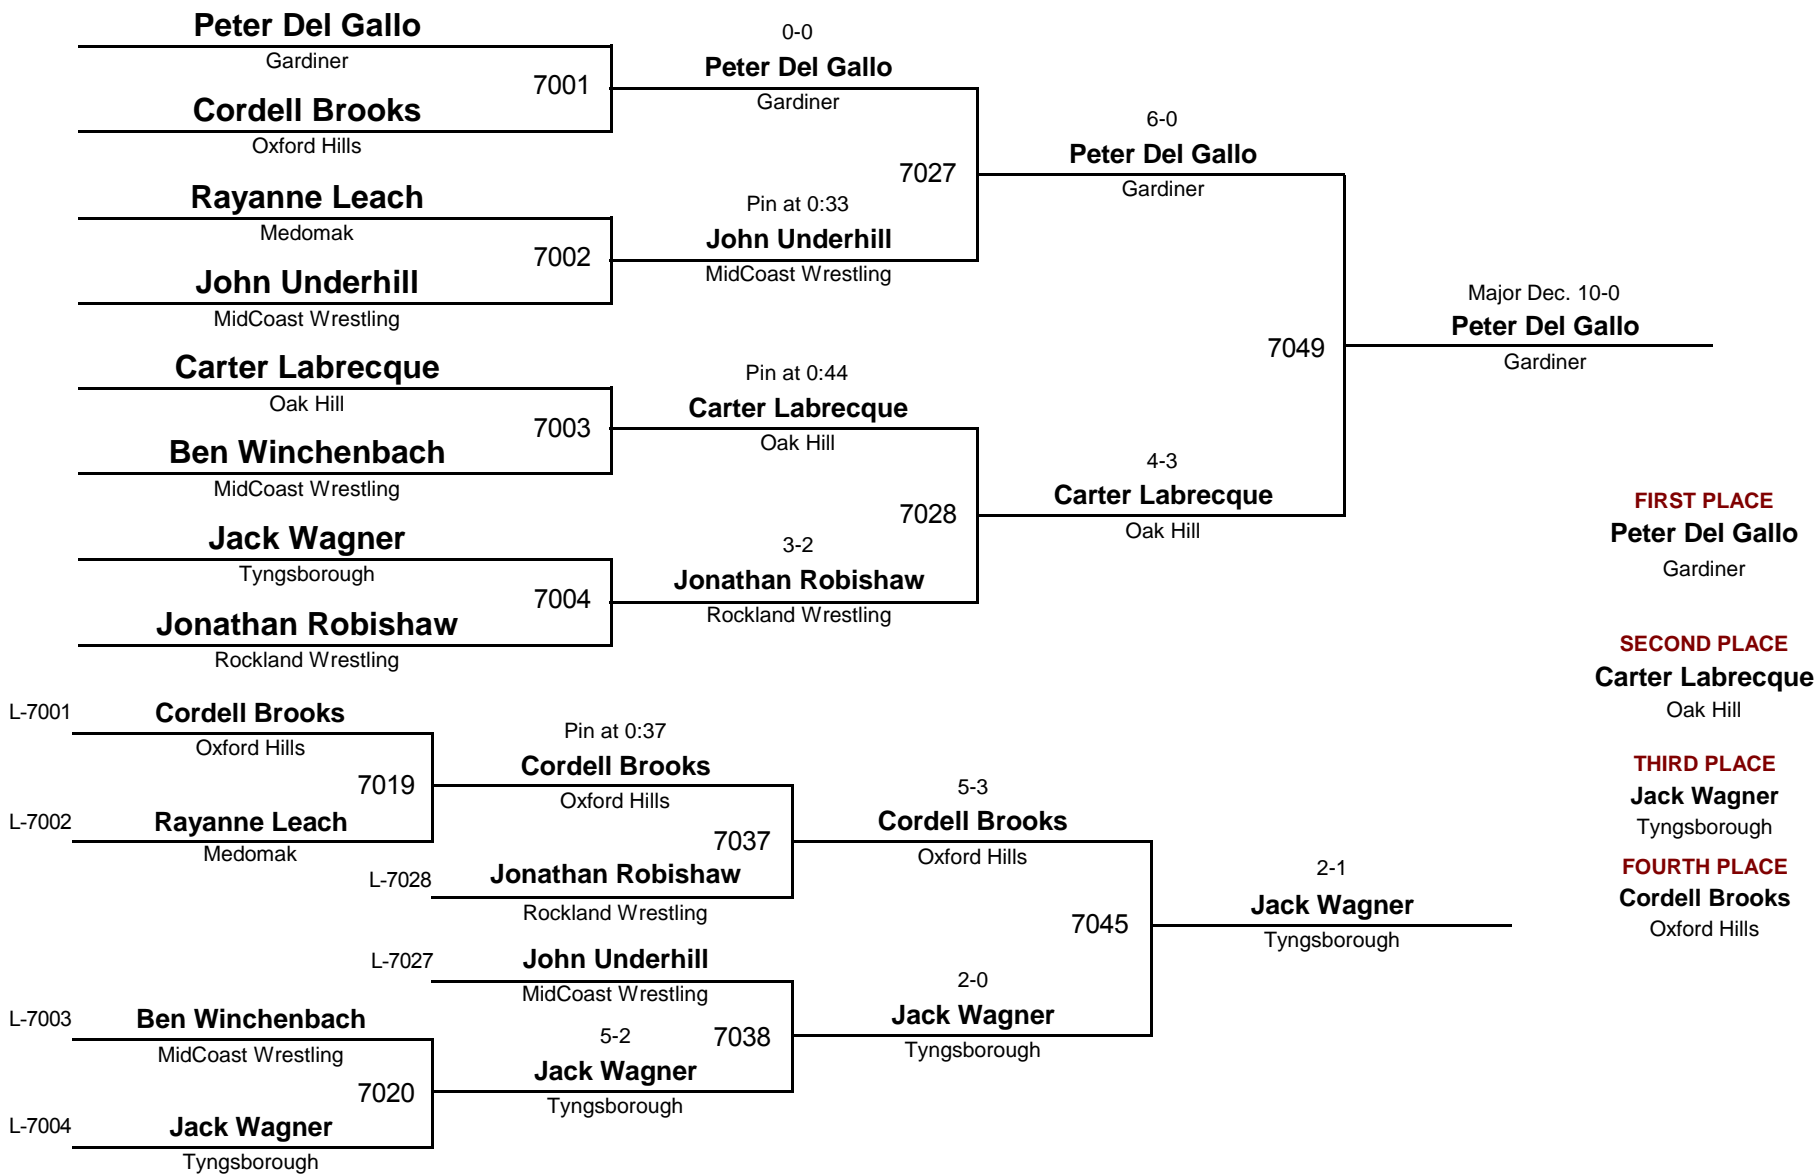 Peter Del Gallo
Gardiner
7001
Cordell Brooks
Oxford Hills
Rayanne Leach
Medomak
7002
John Underhill
MidCoast Wrestling
Carter Labrecque
Oak Hill
7003
Ben Winchenbach
MidCoast Wrestling
Jack Wagner
Tyngsborough
7004
Jonathan Robishaw
Rockland Wrestling
0-0
Peter Del Gallo
Gardiner
7027
Pin at 0:33
John Underhill
MidCoast Wrestling
Pin at 0:44
Carter Labrecque
Oak Hill
7028
3-2
Jonathan Robishaw
Rockland Wrestling
6-0
Peter Del Gallo
Gardiner
7049
4-3
Carter Labrecque
Oak Hill
Major Dec. 10-0
Peter Del Gallo
Gardiner
FIRST PLACE
Peter Del Gallo
Gardiner
SECOND PLACE
Carter Labrecque
Oak Hill
THIRD PLACE
Jack Wagner
Tyngsborough
FOURTH PLACE
Cordell Brooks
Oxford Hills
L-7001
Cordell Brooks
Oxford Hills
7019
L-7002
Rayanne Leach
Medomak
Pin at 0:37
Cordell Brooks
Oxford Hills
7037
L-7028
Jonathan Robishaw
Rockland Wrestling
L-7027
John Underhill
MidCoast Wrestling
7038
L-7003
Ben Winchenbach
MidCoast Wrestling
7020
L-7004
Jack Wagner
Tyngsborough
5-2
Jack Wagner
Tyngsborough
5-3
Cordell Brooks
Oxford Hills
7045
2-0
Jack Wagner
Tyngsborough
2-1
Jack Wagner
Tyngsborough